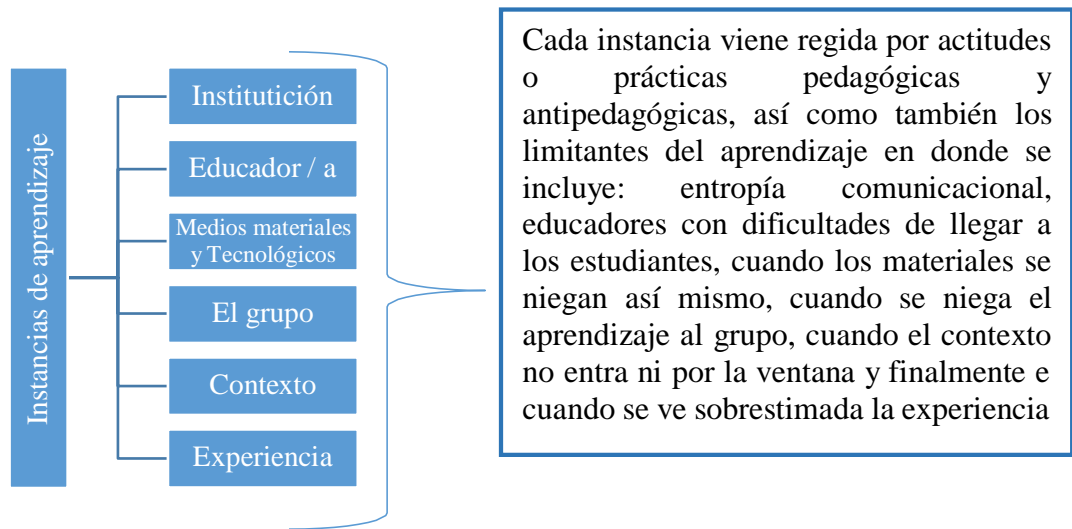 Instancias de aprendizaje
Institutición
Educador / a
Medios materiales
y Tecnológicos
El grupo
Contexto
Experiencia
Cada instancia viene regida por actitudes
o prácticas pedagógicas y
antipedagógicas, así como también los
limitantes del aprendizaje en donde se
incluye: entropía comunicacional,
educadores con dificultades de llegar a
los estudiantes, cuando los materiales se
niegan así mismo, cuando se niega el
aprendizaje al grupo, cuando el contexto
no entra ni por la ventana y finalmente e
cuando se ve sobrestimada la experiencia